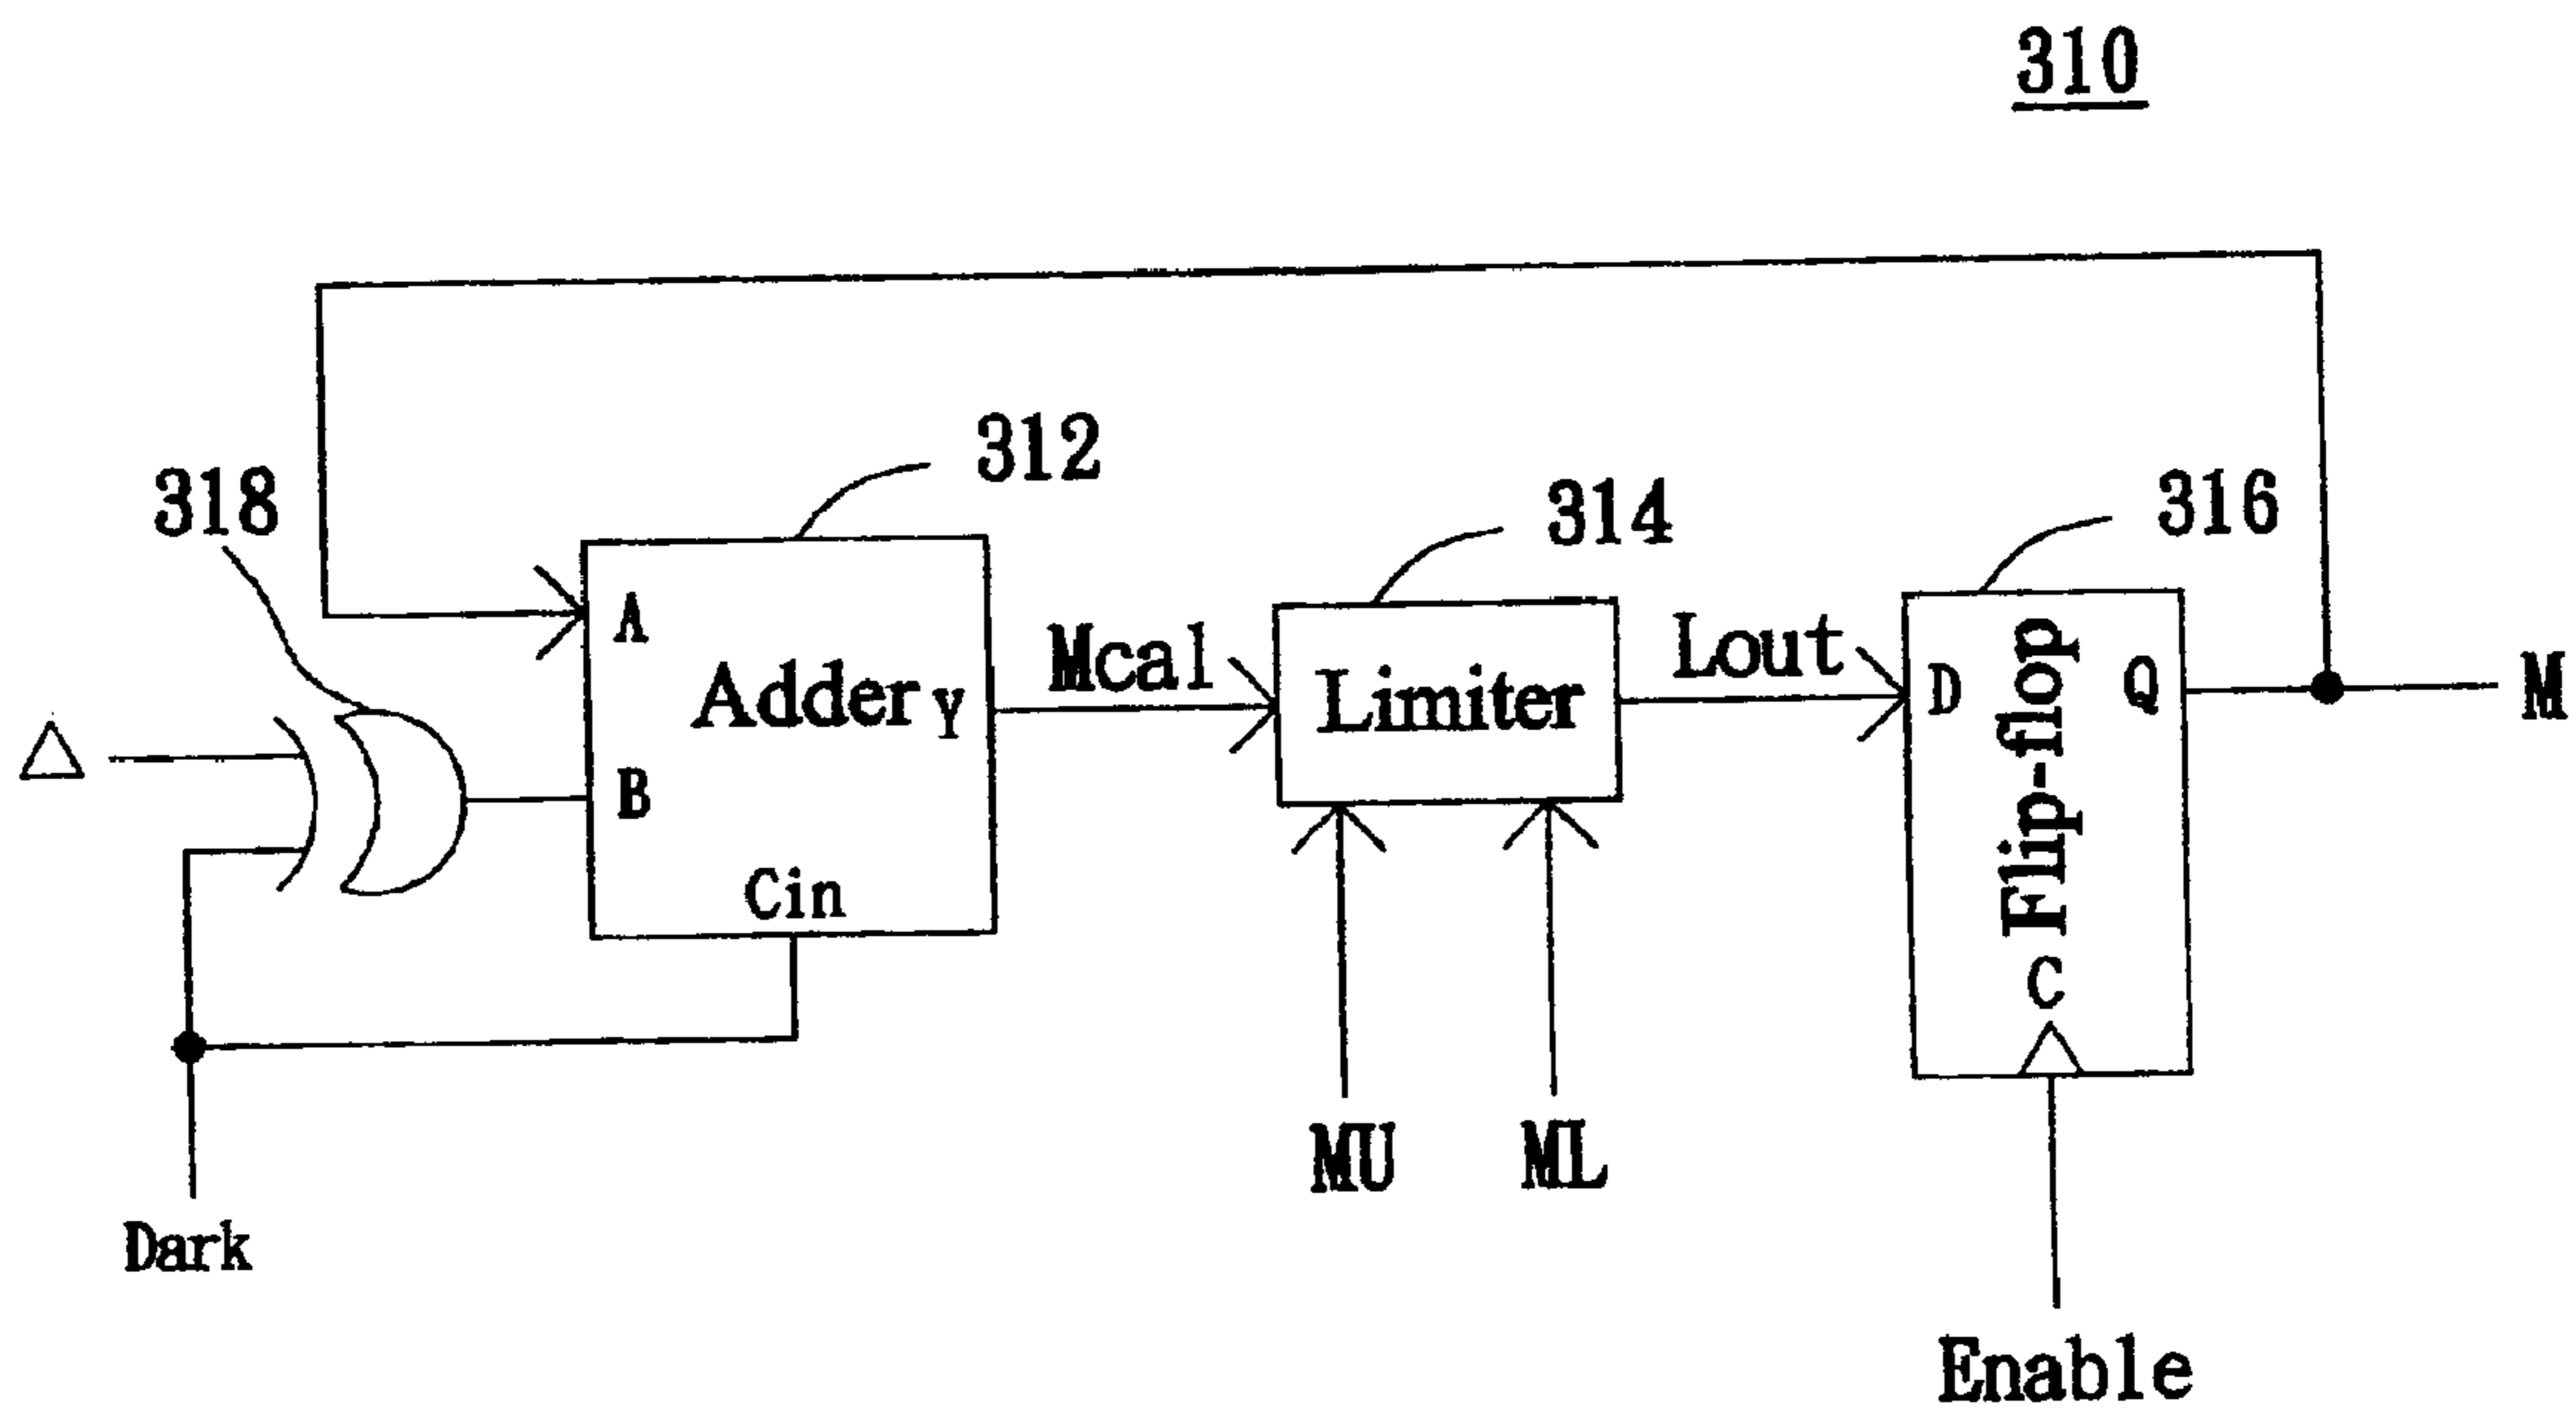 310
312
318
314
316
A
Adder Y
Mcal
Limiter
Lout
D
Q
Flip-flop
△
B
Cin
C
M
MU
ML
Dark
Enable